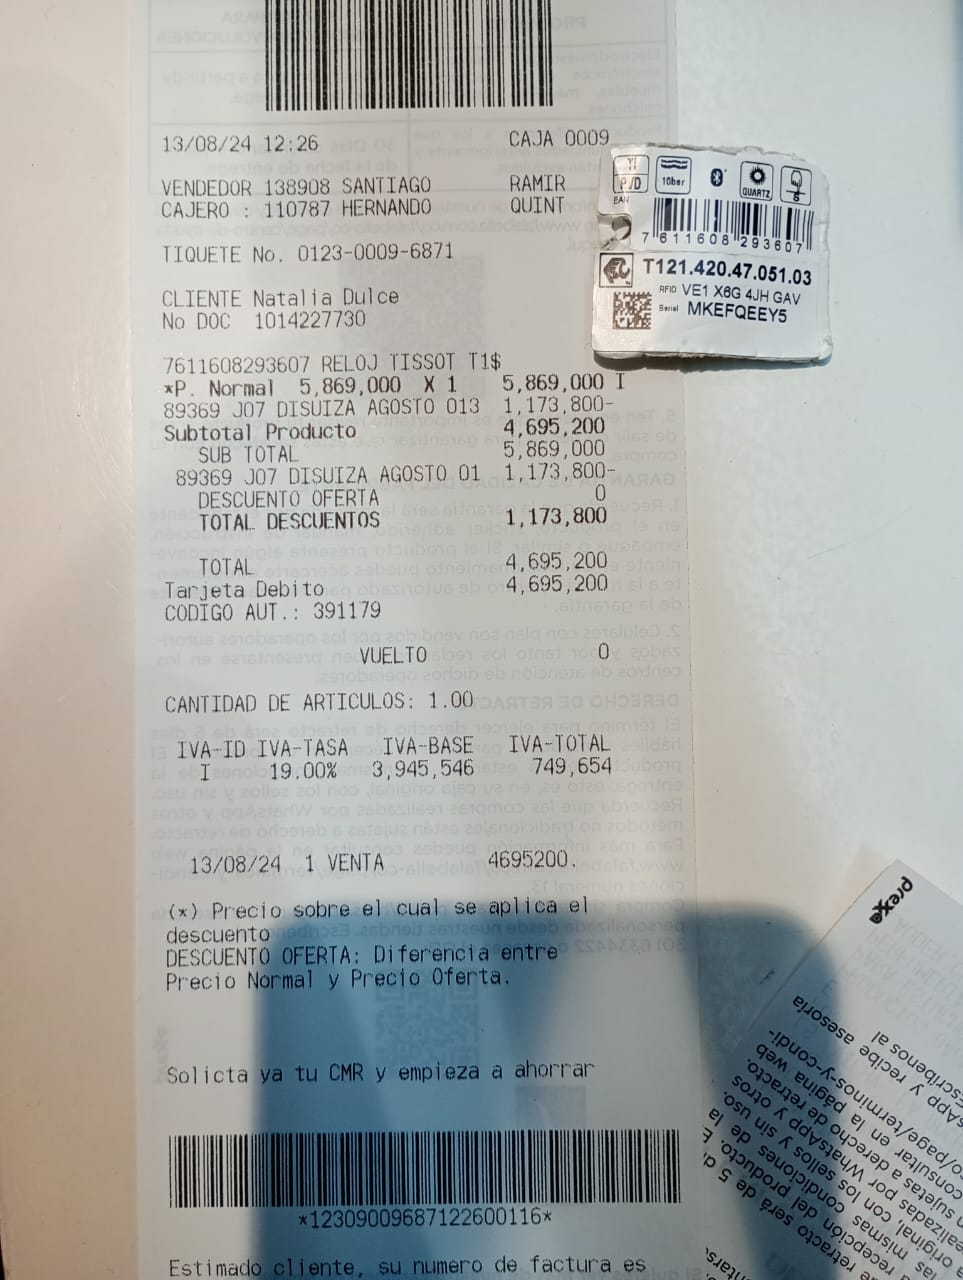 13/08/24 12:26 CAJA 0009
VENDEDOR 138908 SANTIAGO RAMIR
CAJERO : 110787 HERNANDO QUINT
TIQUETE No. 0123-0009-6871
CLIENTE Natalia Dulce
No DOC 1014227730
7611608293607 RELOJ TISSOT T1$
*P. Normal 5,869,000 X 1 5,869,000 I
89369 J07 DISUIZA AGOSTO 013 1,173,800-
Subtotal Producto 4,695,200
SUB TOTAL 5,869,000
89369 J07 DISUIZA AGOSTO 01 1,173,800-
DESCUENTO OFERTA 0
TOTAL DESCUENTOS 1,173,800
TOTAL 4,695,200
Tarjeta Debito 4,695,200
CODIGO AUT.: 391179
VUELTO 0
CANTIDAD DE ARTICULOS: 1.00
IVA-ID IVA-TASA IVA-BASE IVA-TOTAL
I 19.00% 3,945,546 749,654
13/08/24 1 VENTA 4695200.
(*) Precio sobre el cual se aplica el
descuento
DESCUENTO OFERTA: Diferencia entre
Precio Normal y Precio Oferta.
Solicta ya tu CMR y empieza a ahorrar
*12309009687122600116*
Estimado cliente, su numero de factura es
TI
PVD
10ber
QUARTZ
EAN
7 611608 293607
T121.420.47.051.03
RFID VE1 X6G 4JH GAV
Serial MKEFQEEY5
prexxe